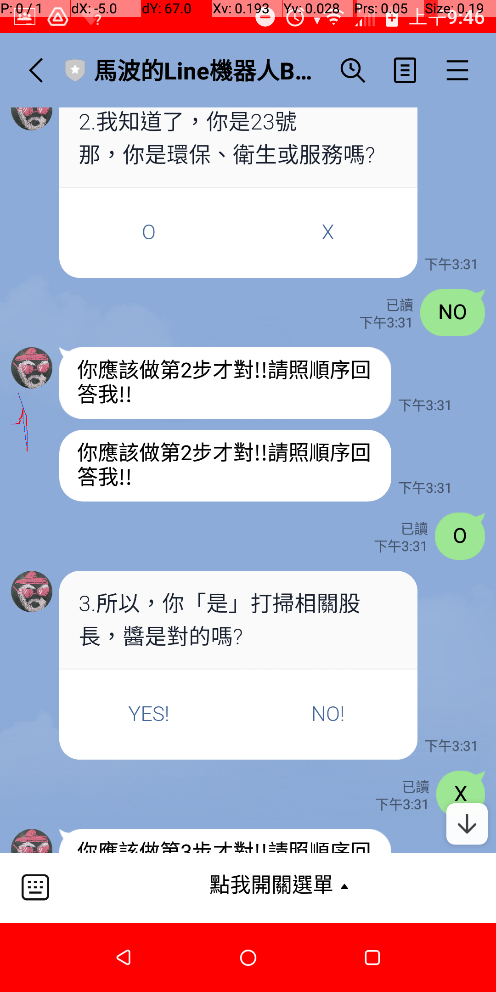 P: 0 / 1 dX: -5.0 dY: 67.0 Xv: 0.193 Yv: 0.028 Prs: 0.05 Size: 0.19
上午9:46
馬波的Line機器人B...
2.我知道了，你是23號
那，你是環保、衛生或服務嗎?
O X
下午3:31
已讀
下午3:31
NO
你應該做第2步才對!!請照順序回
答我!!
下午3:31
你應該做第2步才對!!請照順序回
答我!!
下午3:31
已讀
下午3:31
O
3.所以，你「是」打掃相關股
長，醬是對的嗎?
YES! NO!
下午3:31
已讀
下午3:31
X
你應該做第3步才對!!請照順序回
點我開關選單